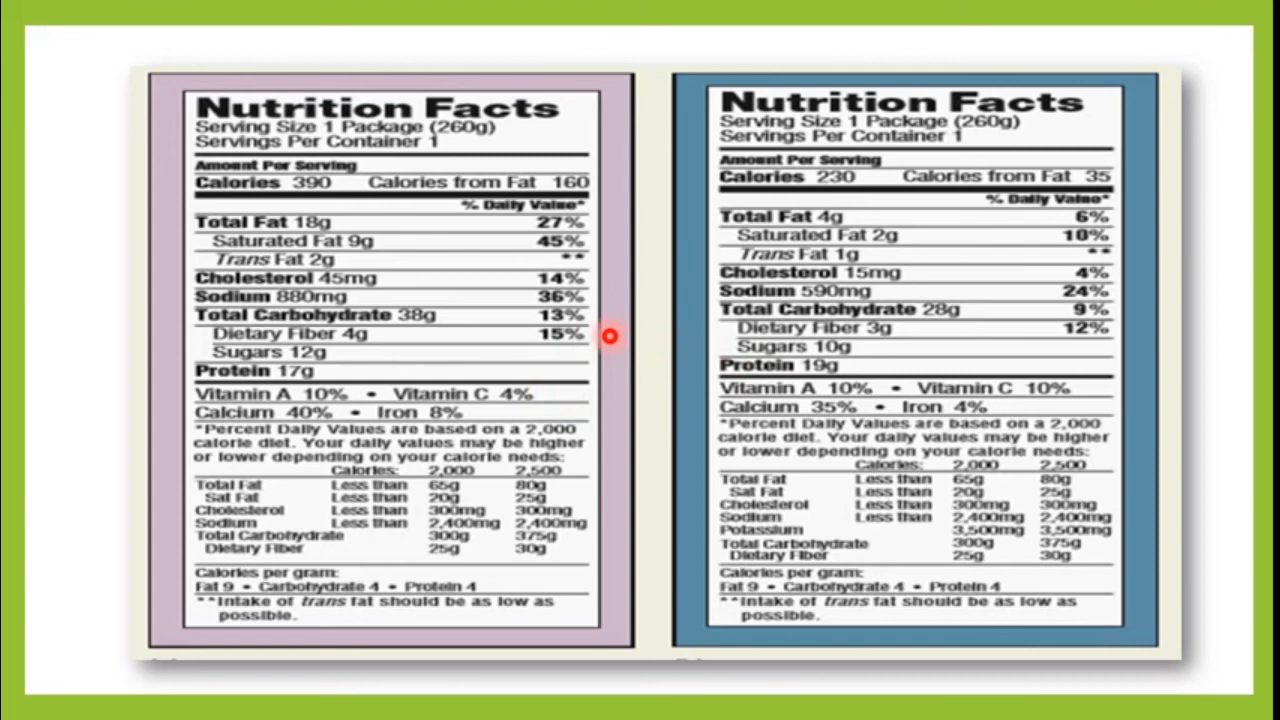 Nutrition Facts
Serving Size 1 Package (260g)
Servings Per Container 1
Amount Per Serving
Calories 390 Calories from Fat 160
% Daily Value*
Total Fat 18g 27%
Saturated Fat 9g 45%
Trans Fat 2g **
Cholesterol 45mg 14%
Sodium 880mg 36%
Total Carbohydrate 38g 13%
Dietary Fiber 4g 15%
Sugars 12g
Protein 17g
Vitamin A 10% • Vitamin C 4%
Calcium 40% • Iron 8%
*Percent Daily Values are based on a 2,000
calorie diet. Your daily values may be higher
or lower depending on your calorie needs:
Calories: 2,000 2,500
Total Fat Less than 65g 80g
Sat Fat Less than 20g 25g
Cholesterol Less than 300mg 300mg
Sodium Less than 2,400mg 2,400mg
Total Carbohydrate 300g 375g
Dietary Fiber 25g 30g
Calories per gram:
Fat 9 • Carbohydrate 4 • Protein 4
**Intake of trans fat should be as low as
possible.
Nutrition Facts
Serving Size 1 Package (260g)
Servings Per Container 1
Amount Per Serving
Calories 230 Calories from Fat 35
% Daily Value*
Total Fat 4g 6%
Saturated Fat 2g 10%
Trans Fat 1g **
Cholesterol 15mg 4%
Sodium 590mg 24%
Total Carbohydrate 28g 9%
Dietary Fiber 3g 12%
Sugars 10g
Protein 19g
Vitamin A 10% • Vitamin C 10%
Calcium 35% • Iron 4%
*Percent Daily Values are based on a 2,000
calorie diet. Your daily values may be higher
or lower depending on your calorie needs:
Calories: 2,000 2,500
Total Fat Less than 65g 80g
Sat Fat Less than 20g 25g
Cholesterol Less than 300mg 300mg
Sodium Less than 2,400mg 2,400mg
Potassium 3,500mg 3,500mg
Total Carbohydrate 300g 375g
Dietary Fiber 25g 30g
Calories per gram:
Fat 9 • Carbohydrate 4 • Protein 4
**Intake of trans fat should be as low as
possible.